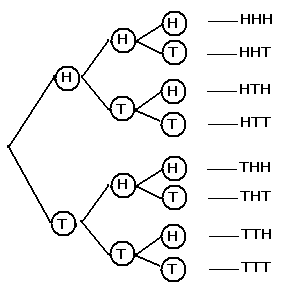 H H —HHH
T —HHT
H
T H —HTH
T —HTT
H H —THH
T —THT
T
T H —TTH
T —TTT